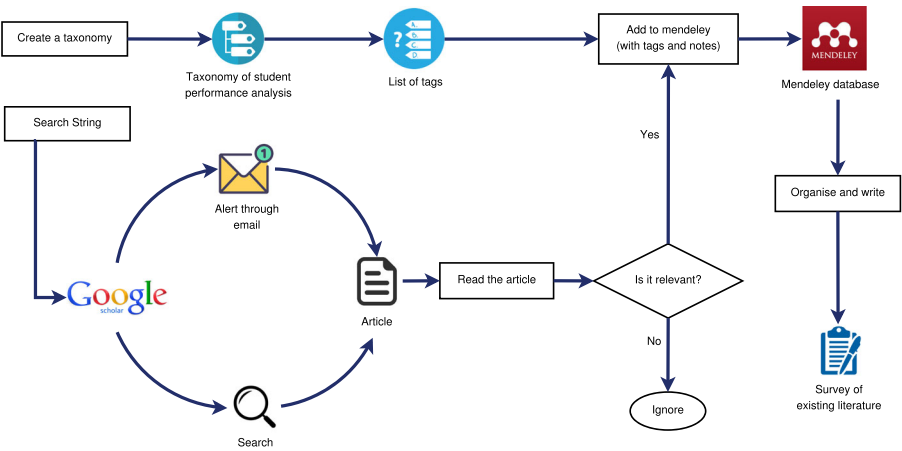 Create a taxonomy
Taxonomy of student
performance analysis
?
A.
B.
C.
D.
List of tags
Add to mendeley
(with tags and notes)
MENDELEY
Mendeley database
Search String
Yes
1
Alert through
email
Organise and write
Google
scholar
Article
Read the article
Is it relevant?
No
Ignore
Search
Survey of
existing literature